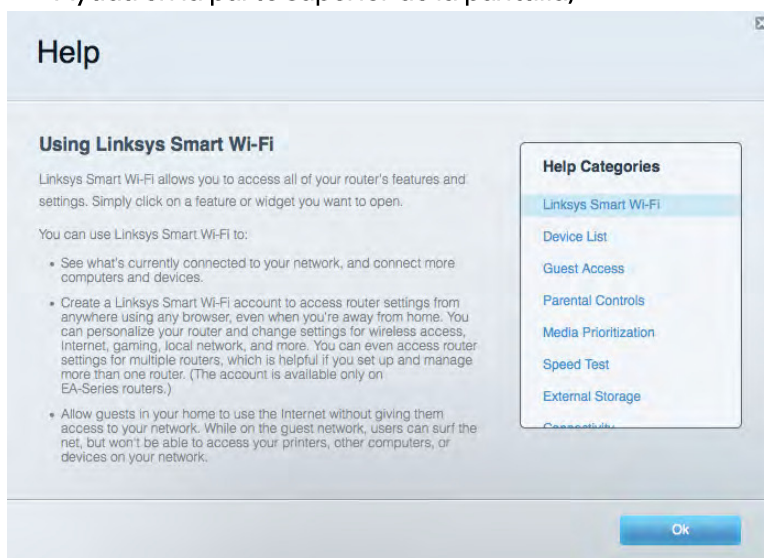 Ayuda en la parte superior de la pantalla)
Help
Using Linksys Smart Wi-Fi
Linksys Smart Wi-Fi allows you to access all of your router's features and
settings. Simply click on a feature or widget you want to open.
You can use Linksys Smart Wi-Fi to:
• See what's currently connected to your network, and connect more
computers and devices.
• Create a Linksys Smart Wi-Fi account to access router settings from
anywhere using any browser, even when you're away from home. You
can personalize your router and change settings for wireless access,
Internet, gaming, local network, and more. You can even access router
settings for multiple routers, which is helpful if you set up and manage
more than one router. (The account is available only on
EA-Series routers.)
• Allow guests in your home to use the Internet without giving them
access to your network. While on the guest network, users can surf the
net, but won't be able to access your printers, other computers, or
devices on your network.
Help Categories
Linksys Smart Wi-Fi
Device List
Guest Access
Parental Controls
Media Prioritization
Speed Test
External Storage
Connectivity
Ok